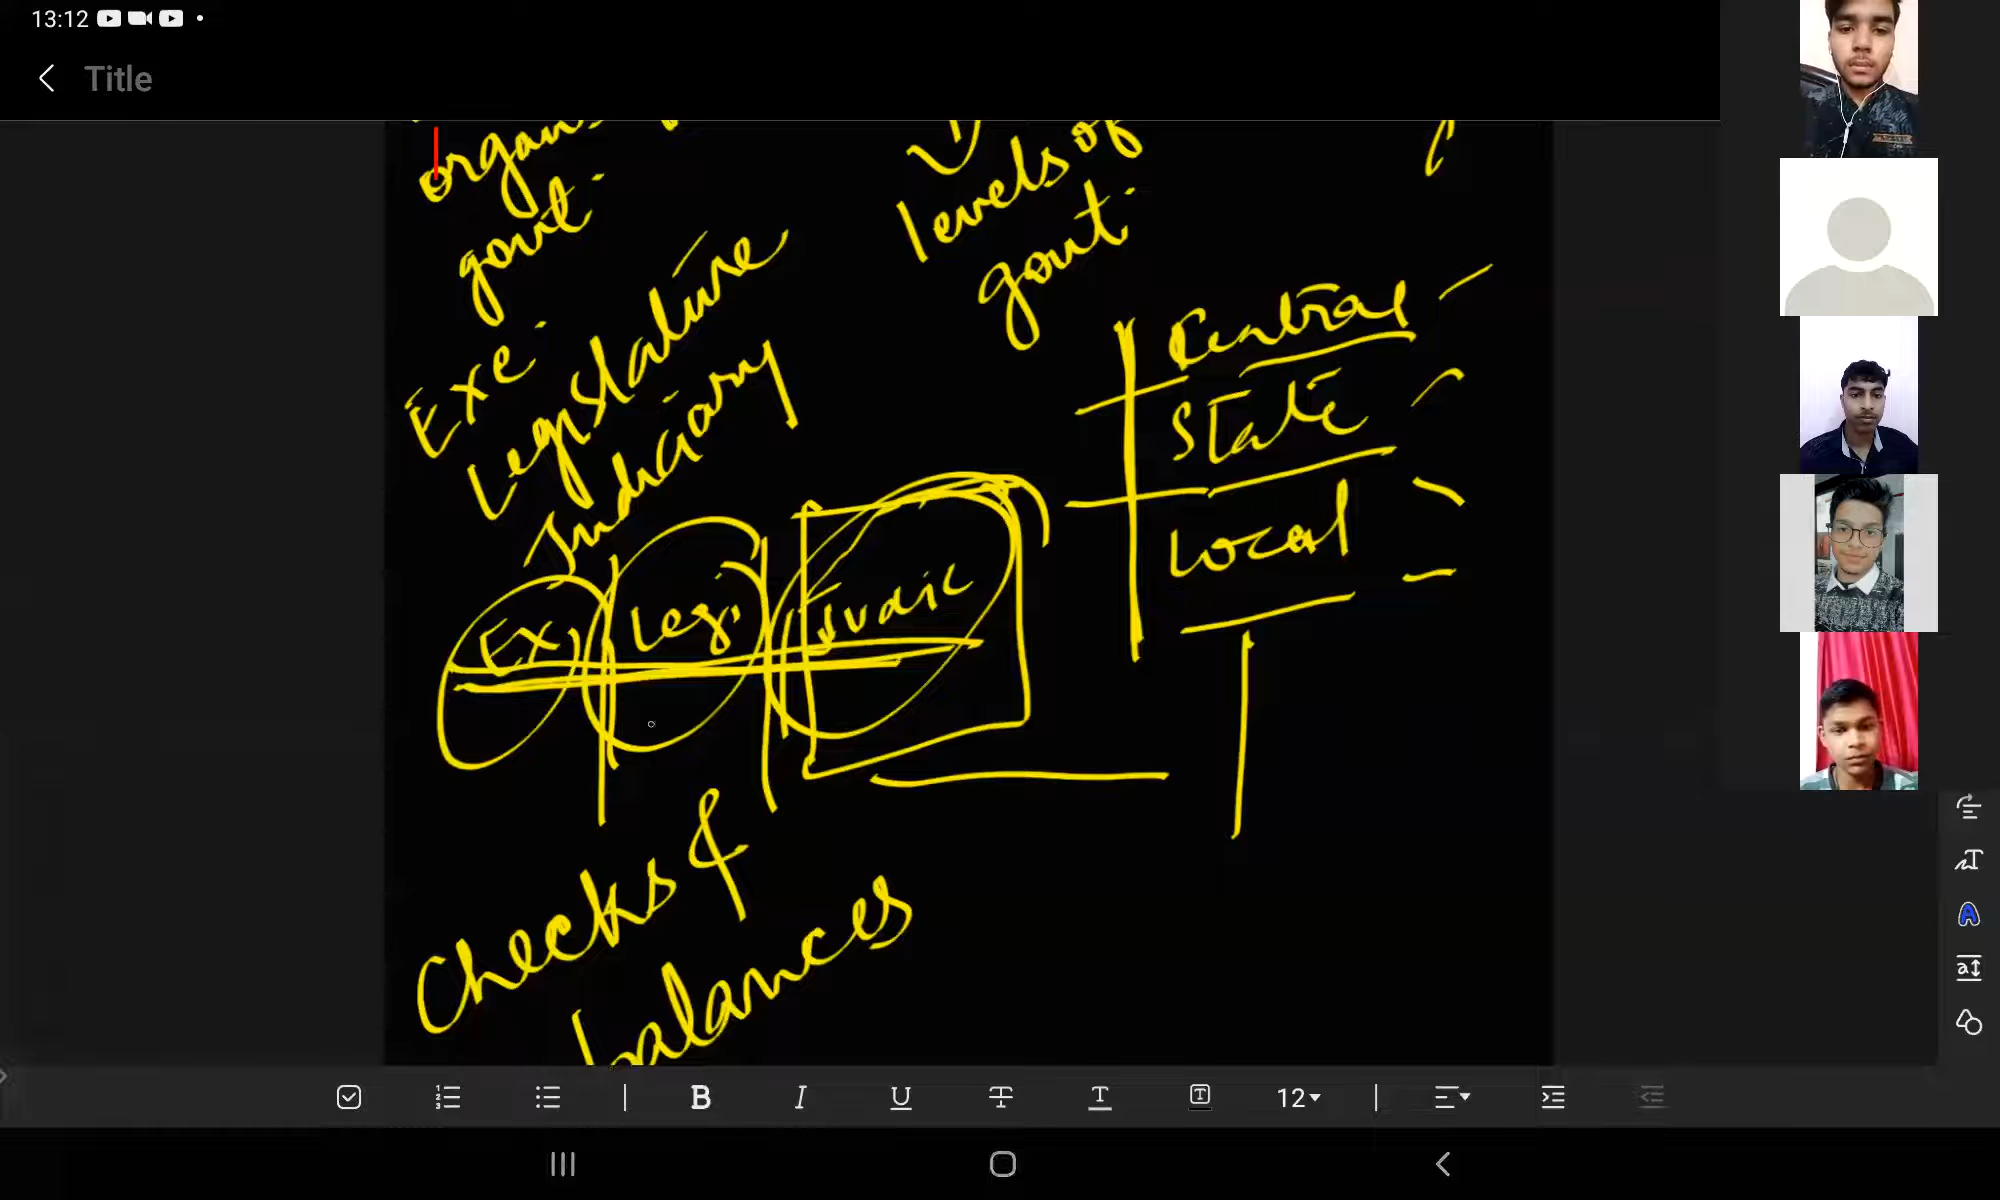 13:12
Title
organs
govt.
levels of
govt.
Exe.
Legislature
Judiciary
Central
State
Local
Ex,
Legi,
Judic
Checks &
balances
B I U T T T 12